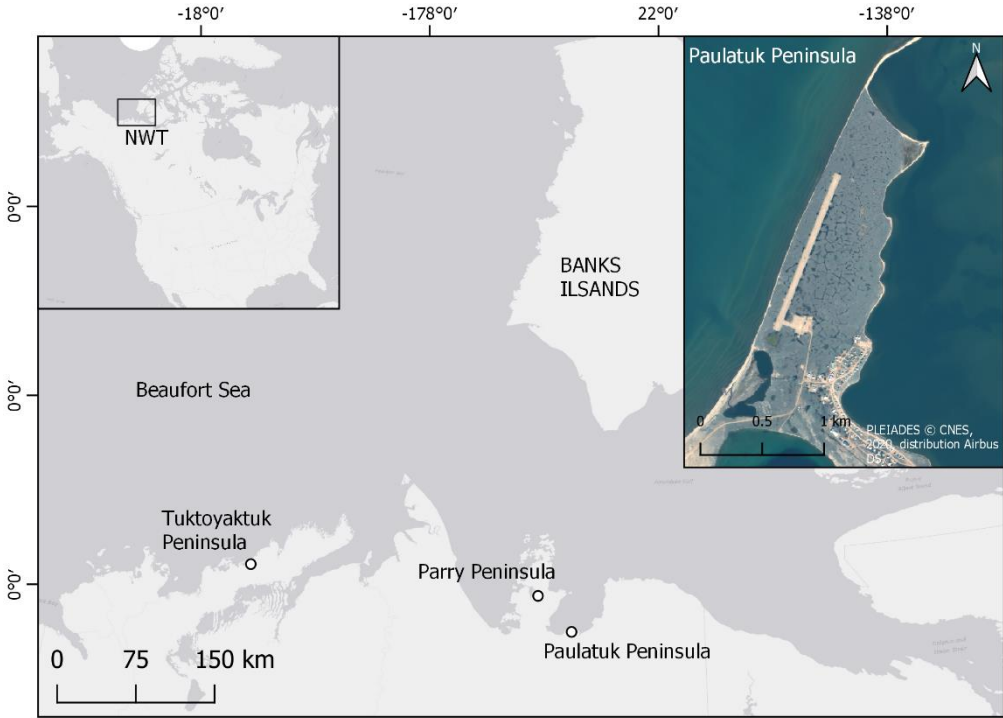 -18°0'
-178°0'
22°0'
-138°0'
0°0'
0°0'
0°0'
NWT
Paulatuk Peninsula
N
0
0.5
1 km
PLEIADES © CNES,
2020, distribution Airbus
DS.
BANKS
ILSANDS
Beaufort Sea
Tuktoyaktuk
Peninsula
Parry Peninsula
Paulatuk Peninsula
0
75
150 km